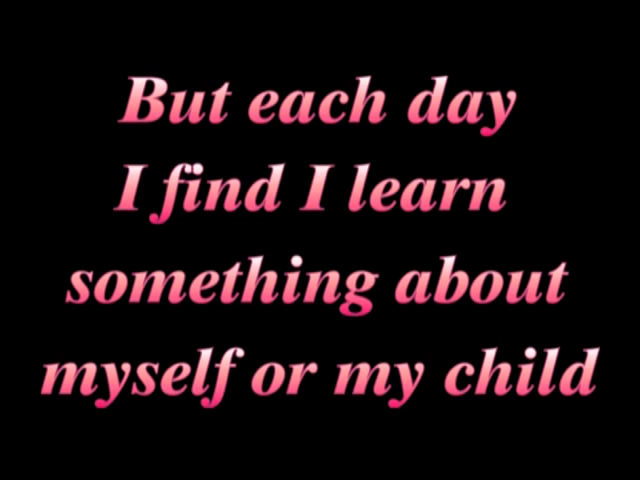 But each day
I find I learn
something about
myself or my child